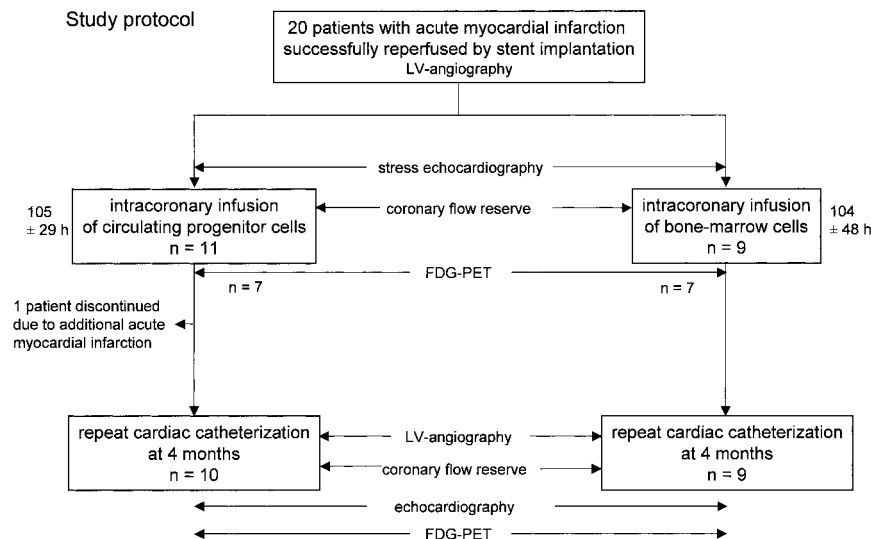 Study protocol
20 patients with acute myocardial infarction
successfully reperfused by stent implantation
LV-angiography
stress echocardiography
105
± 29 h
intracoronary infusion
of circulating progenitor cells
n = 11
coronary flow reserve
intracoronary infusion
of bone-marrow cells
n = 9
104
± 48 h
FDG-PET
n = 7
n = 7
1 patient discontinued
due to additional acute
myocardial infarction
repeat cardiac catheterization
at 4 months
n = 10
LV-angiography
coronary flow reserve
repeat cardiac catheterization
at 4 months
n = 9
echocardiography
FDG-PET